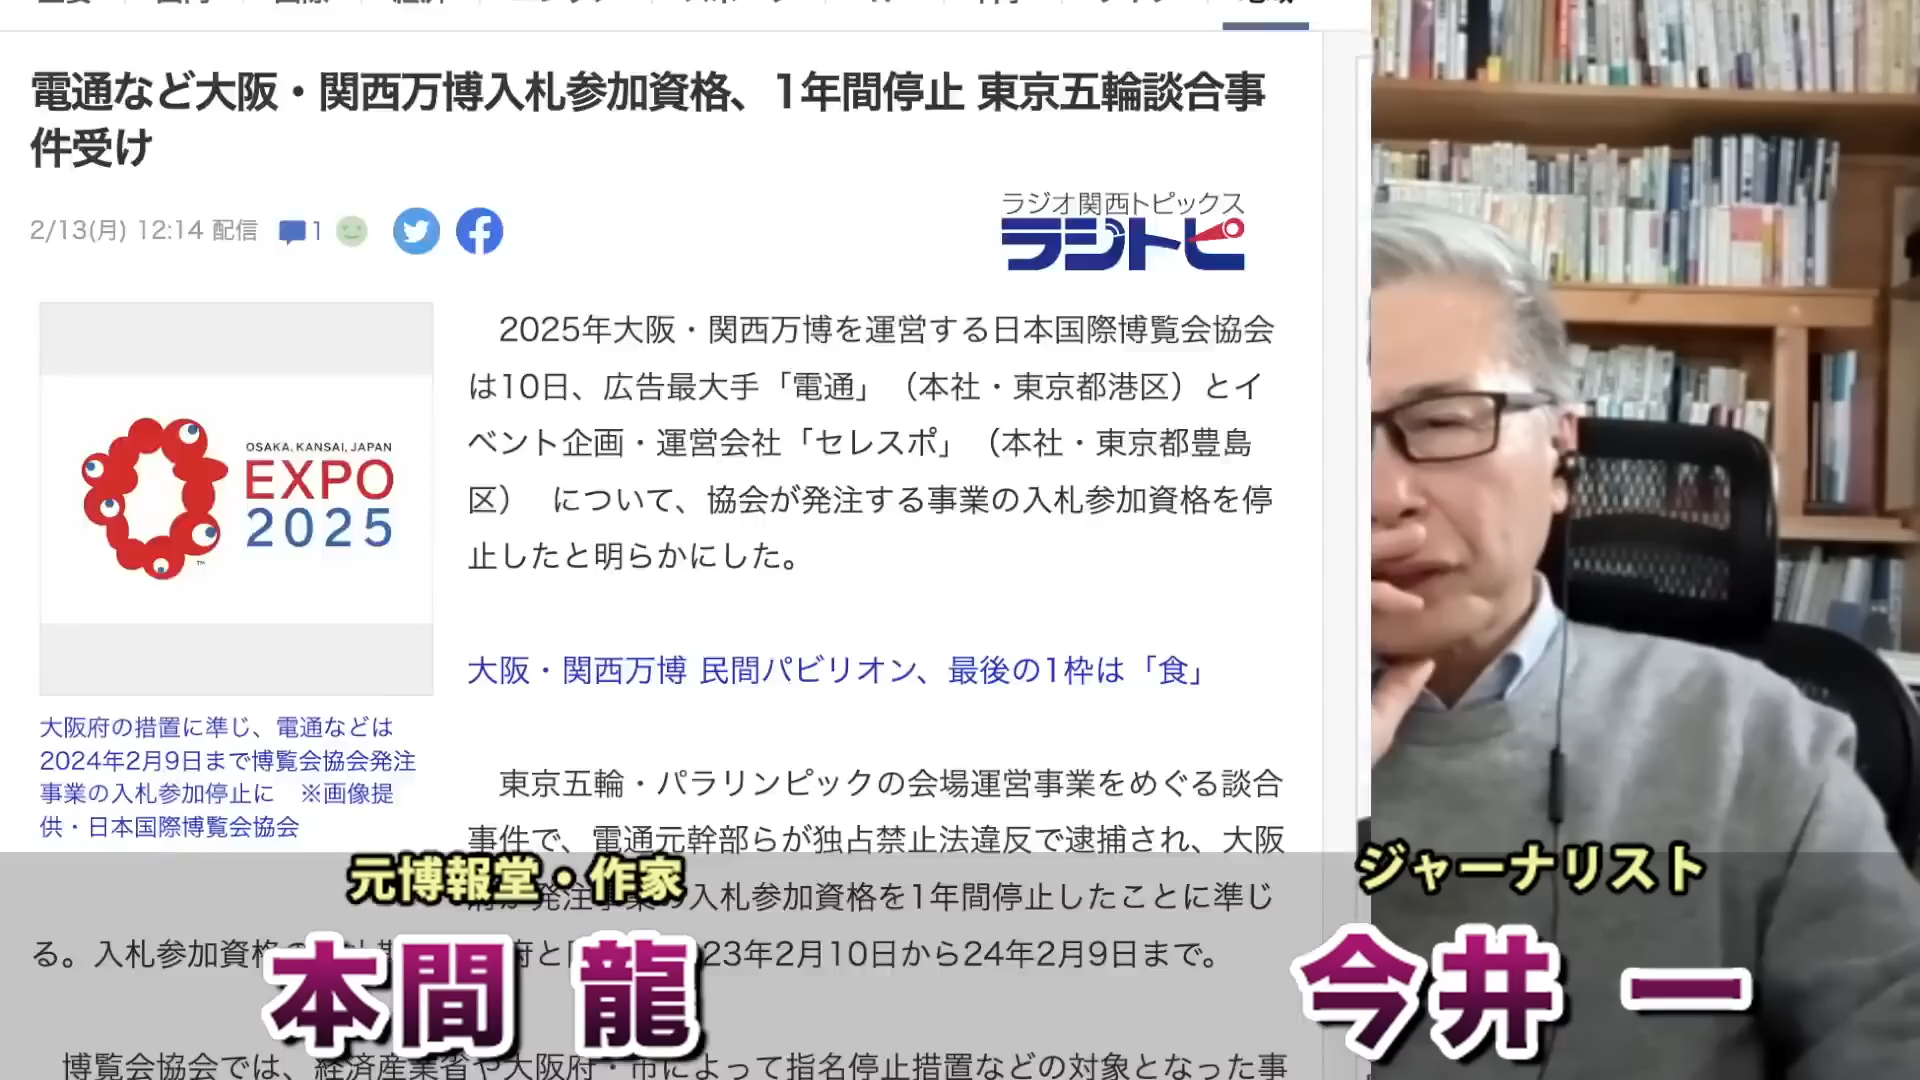 電通など大阪・関西万博入札参加資格、1年間停止 東京五輪談合事
件受け
2/13(月) 12:14 配信
1
ラジオ関西トピックス
ラジトピ
2025年大阪・関西万博を運営する日本国際博覧会協会
は10日、広告最大手「電通」（本社・東京都港区）とイ
ベント企画・運営会社「セレスポ」（本社・東京都豊島
区）　について、協会が発注する事業の入札参加資格を停
止したと明らかにした。
OSAKA, KANSAI, JAPAN
EXPO
2025
™
大阪府の措置に準じ、電通などは
2024年2月9日まで博覧会協会発注
事業の入札参加停止に　※画像提
供・日本国際博覧会協会
大阪・関西万博 民間パビリオン、最後の1枠は「食」
東京五輪・パラリンピックの会場運営事業をめぐる談合
事件で、電通元幹部らが独占禁止法違反で逮捕され、大阪
発注 入札参加資格を1年間停止したことに準じ
る。入札参加資格 23年2月10日から24年2月9日まで。
博覧会協会では、経済産業省や大阪府・市によって指名停止措置などの対象となった事
元博報堂・作家
本間 龍
ジャーナリスト
今井 一